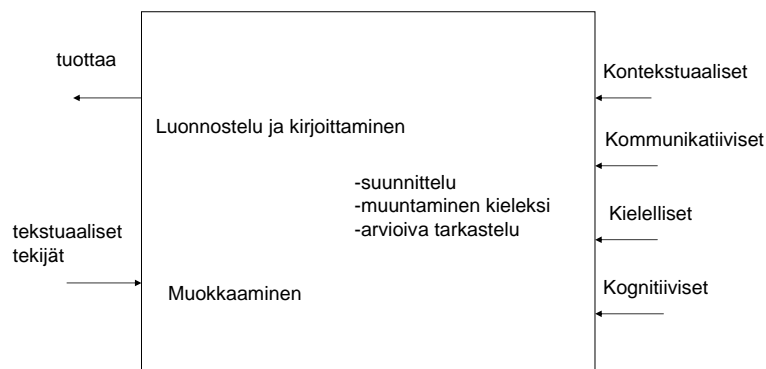 tuottaa
Luonnostelu ja kirjoittaminen
-suunnittelu
-muuntaminen kieleksi
-arvioiva tarkastelu
tekstuaaliset
tekijät
Muokkaaminen
Kontekstuaaliset
Kommunikatiiviset
Kielelliset
Kognitiiviset